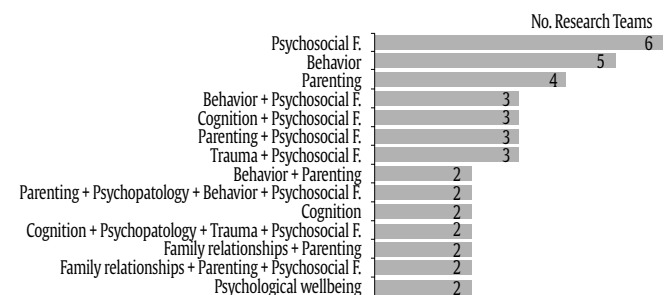 No. Research Teams
Psychosocial F. 6
Behavior 5
Parenting 4
Behavior + Psychosocial F. 3
Cognition + Psychosocial F. 3
Parenting + Psychosocial F. 3
Trauma + Psychosocial F. 3
Behavior + Parenting 2
Parenting + Psychopatology + Behavior + Psychosocial F. 2
Cognition 2
Cognition + Psychopatology + Trauma + Psychosocial F. 2
Family relationships + Parenting 2
Family relationships + Parenting + Psychosocial F. 2
Psychological wellbeing 2